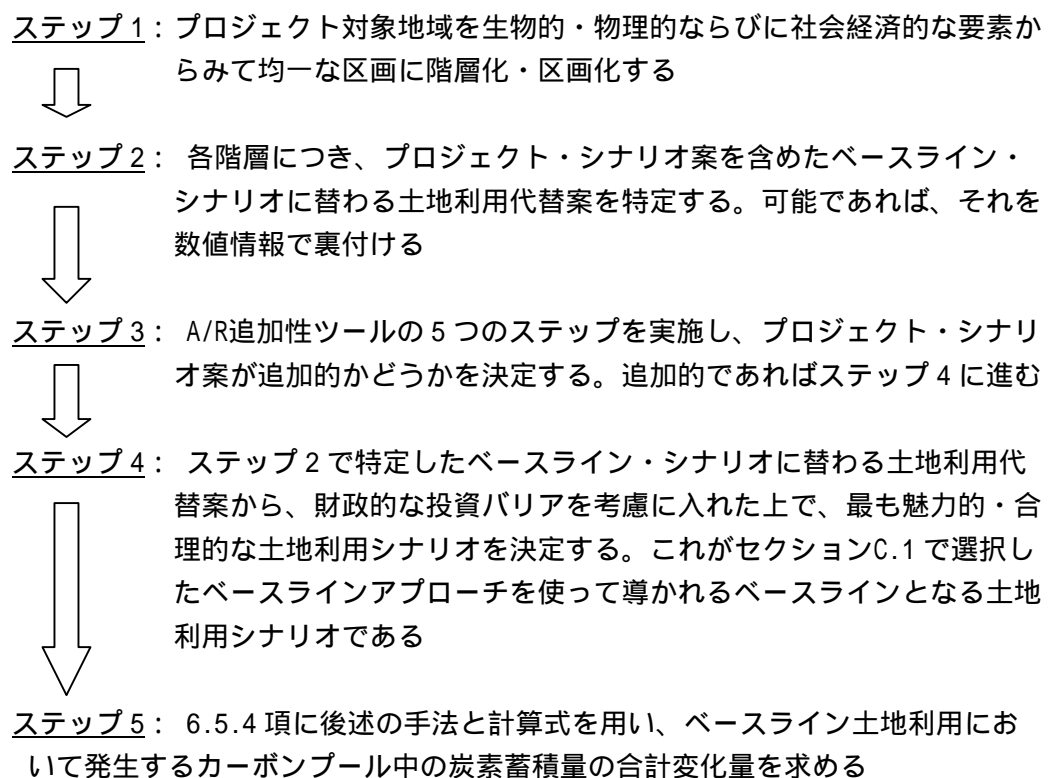 ステップ1：プロジェクト対象地域を生物的・物理的ならびに社会経済的な要素か
らみて均一な区画に階層化・区画化する
ステップ2： 各階層につき、プロジェクト・シナリオ案を含めたベースライン・
シナリオに替わる土地利用代替案を特定する。可能であれば、それを
数値情報で裏付ける
ステップ3： A/R追加性ツールの5つのステップを実施し、プロジェクト・シナリ
オ案が追加的かどうかを決定する。追加的であればステップ4に進む
ステップ4： ステップ2で特定したベースライン・シナリオに替わる土地利用代
替案から、財政的な投資バリアを考慮に入れた上で、最も魅力的・合
理的な土地利用シナリオを決定する。これがセクションC.1で選択し
たベースラインアプローチを使って導かれるベースラインとなる土地
利用シナリオである
ステップ5： 6.5.4項に後述の手法と計算式を用い、ベースライン土地利用にお
いて発生するカーボンプール中の炭素蓄積量の合計変化量を求める